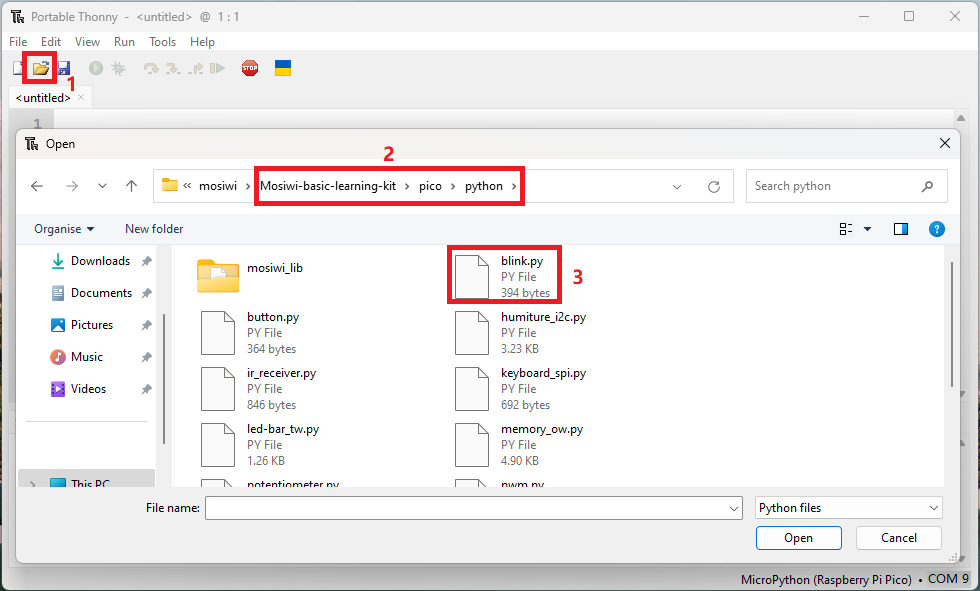 Portable Thonny - <untitled> @ 1 : 1
File Edit View Run Tools Help
STOP
1
<untitled> ×
1
Open
2
« mosiwi › Mosiwi-basic-learning-kit › pico › python ›
Search python
Organise New folder
Downloads
Documents
Pictures
Music
Videos
This PC
mosiwi_lib
blink.py
PY File
394 bytes
3
button.py
PY File
364 bytes
humiture_i2c.py
PY File
3.23 KB
ir_receiver.py
PY File
846 bytes
keyboard_spi.py
PY File
692 bytes
led-bar_tw.py
PY File
1.26 KB
memory_ow.py
PY File
4.90 KB
potentiometer.py
pwm.py
File name:
Python files
Open
Cancel
MicroPython (Raspberry Pi Pico) • COM 9